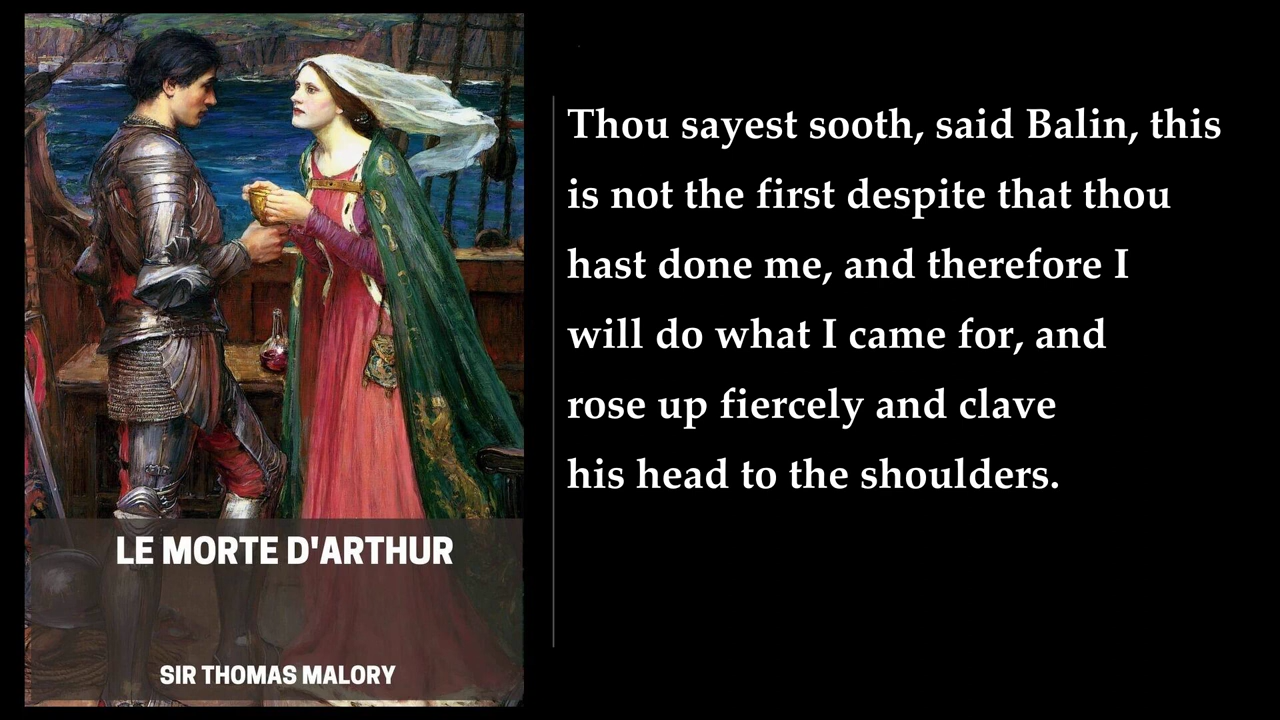 LE MORTE D'ARTHUR
SIR THOMAS MALORY
Thou sayest sooth, said Balin, this
is not the first despite that thou
hast done me, and therefore I
will do what I came for, and
rose up fiercely and clave
his head to the shoulders.